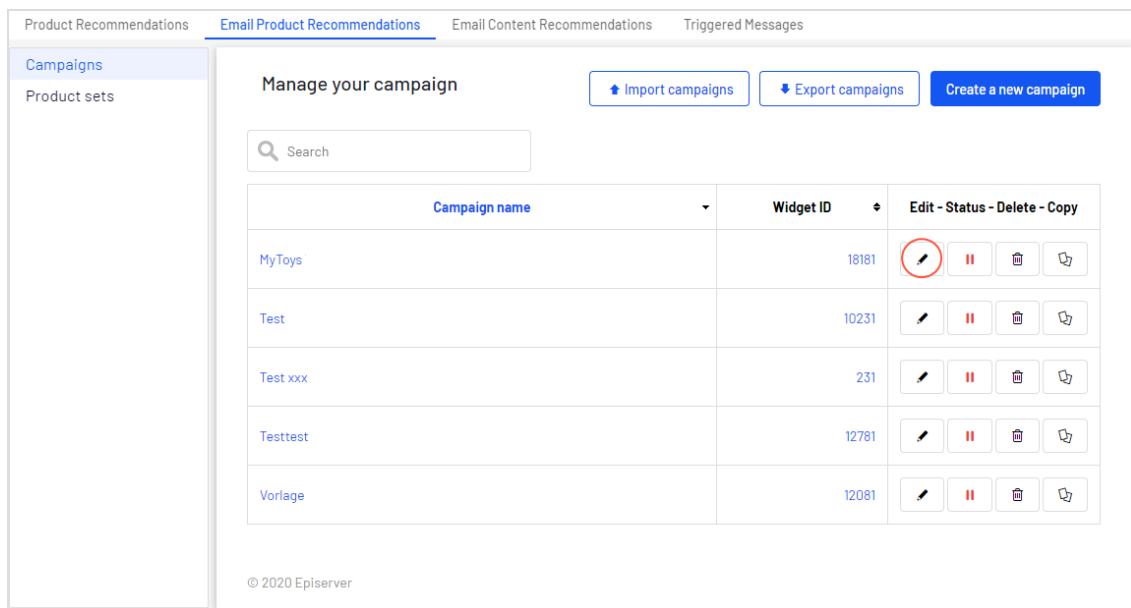 Product Recommendations Email Product Recommendations Email Content Recommendations Triggered Messages
Campaigns
Product sets
Manage your campaign Import campaigns Export campaigns Create a new campaign
Search
Campaign name Widget ID Edit - Status - Delete - Copy
MyToys 18181
Test 10231
Test xxx 231
Testtest 12781
Vorlage 12081
© 2020 Episerver